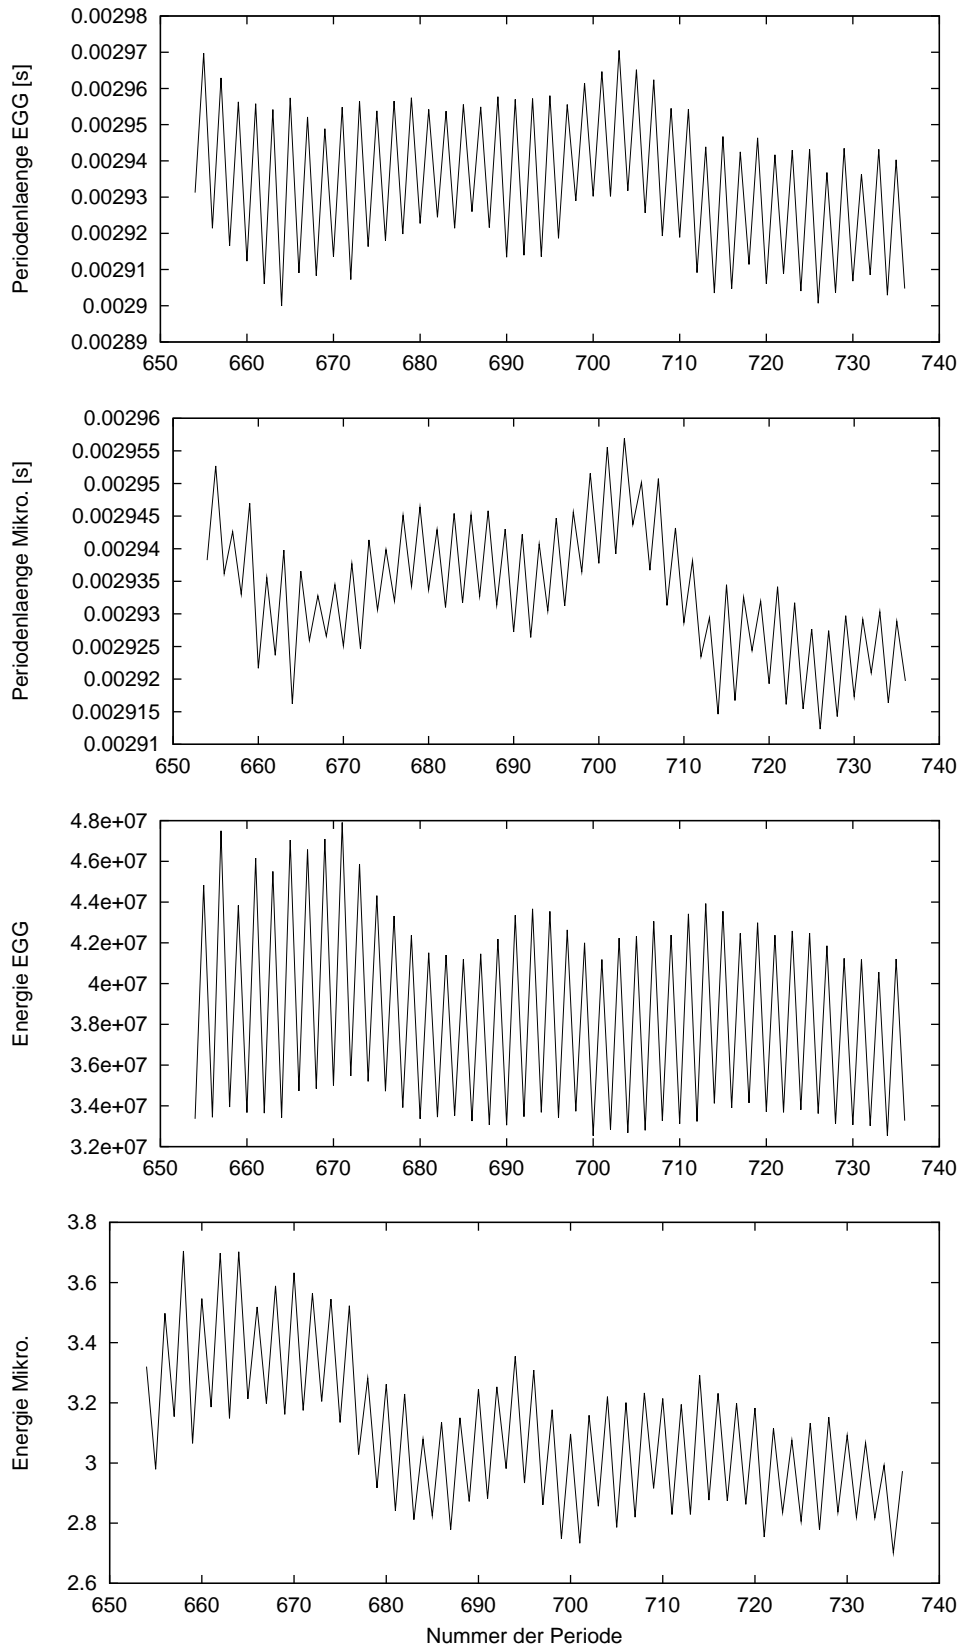 Periodenlaenge EGG [s]
0.00298
0.00297
0.00296
0.00295
0.00294
0.00293
0.00292
0.00291
0.0029
0.00289
650 660 670 680 690 700 710 720 730 740
Periodenlaenge Mikro. [s]
0.00296
0.002955
0.00295
0.002945
0.00294
0.002935
0.00293
0.002925
0.00292
0.002915
0.00291
650 660 670 680 690 700 710 720 730 740
Energie EGG
4.8e+07
4.6e+07
4.4e+07
4.2e+07
4e+07
3.8e+07
3.6e+07
3.4e+07
3.2e+07
650 660 670 680 690 700 710 720 730 740
Energie Mikro.
3.8
3.6
3.4
3.2
3
2.8
2.6
650 660 670 680 690 700 710 720 730 740
Nummer der Periode